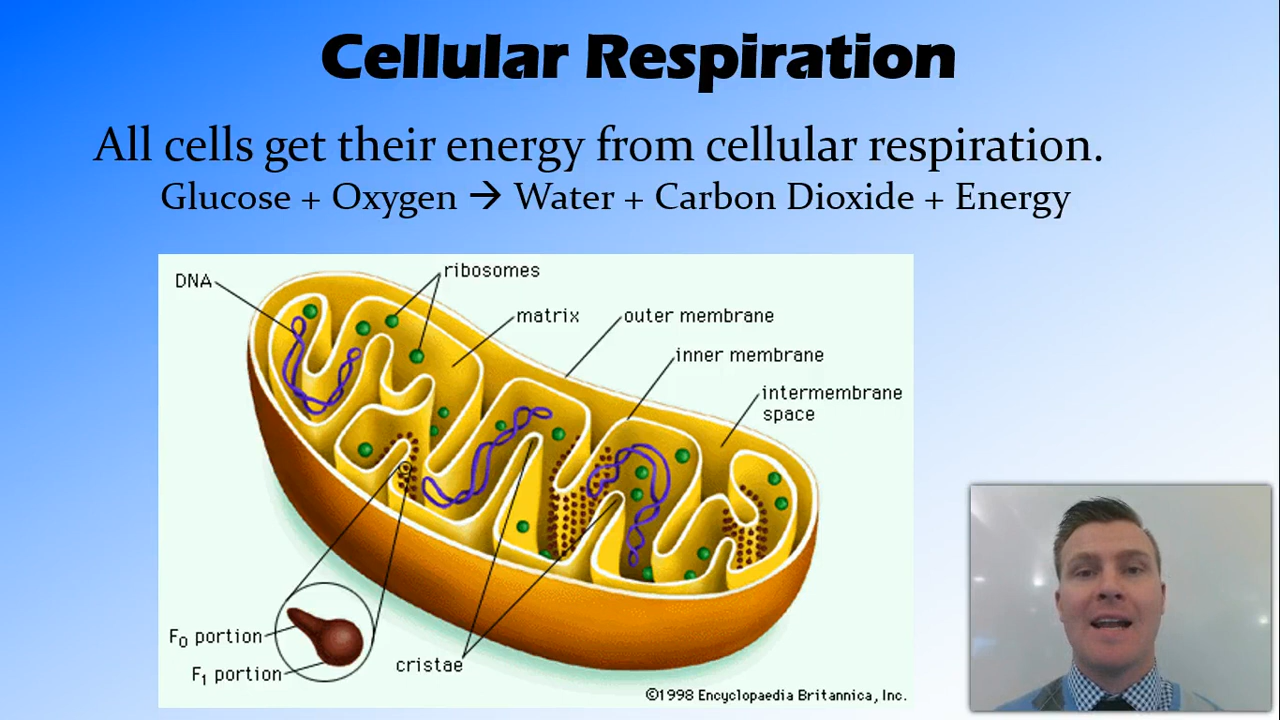 Cellular Respiration
All cells get their energy from cellular respiration.
Glucose + Oxygen → Water + Carbon Dioxide + Energy
DNA
ribosomes
matrix
outer membrane
inner membrane
intermembrane
space
F₀ portion
F₁ portion
cristae
©1998 Encyclopaedia Britannica, Inc.